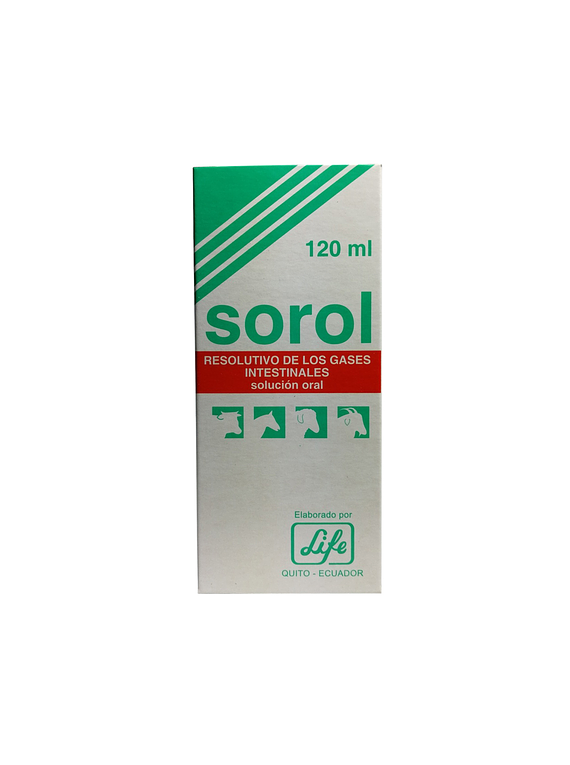 120 ml
sorol
RESOLUTIVO DE LOS GASES
INTESTINALES
solución oral
Elaborado por
Life
QUITO - ECUADOR